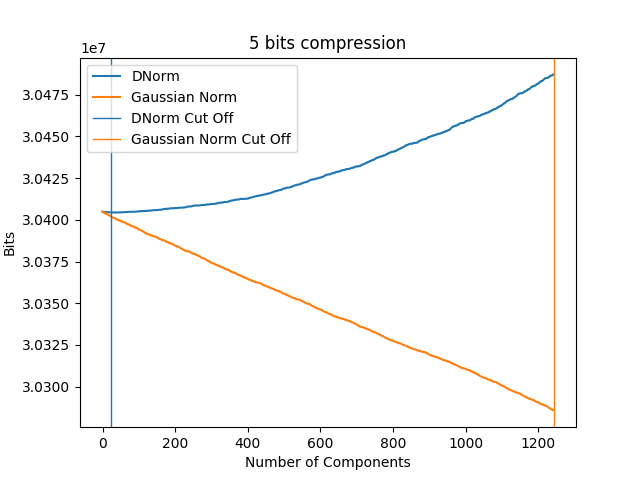 5 bits compression
1e7
DNorm
Gaussian Norm
DNorm Cut Off
Gaussian Norm Cut Off
3.0475
3.0450
3.0425
3.0400
3.0375
3.0350
3.0325
3.0300
Bits
0 200 400 600 800 1000 1200
Number of Components